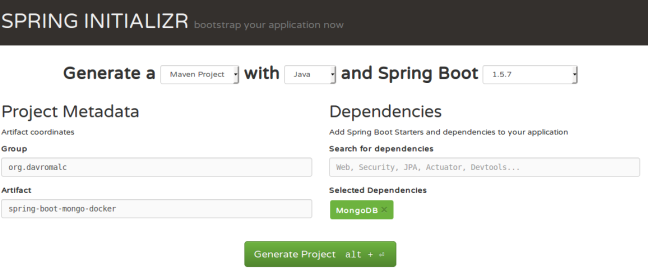 SPRING INITIALIZR bootstrap your application now
Generate a Maven Project with Java and Spring Boot 1.5.7
Project Metadata
Artifact coordinates
Group
org.davromalc
Artifact
spring-boot-mongo-docker
Dependencies
Add Spring Boot Starters and dependencies to your application
Search for dependencies
Web, Security, JPA, Actuator, Devtools...
Selected Dependencies
MongoDB ×
Generate Project alt + ⏎